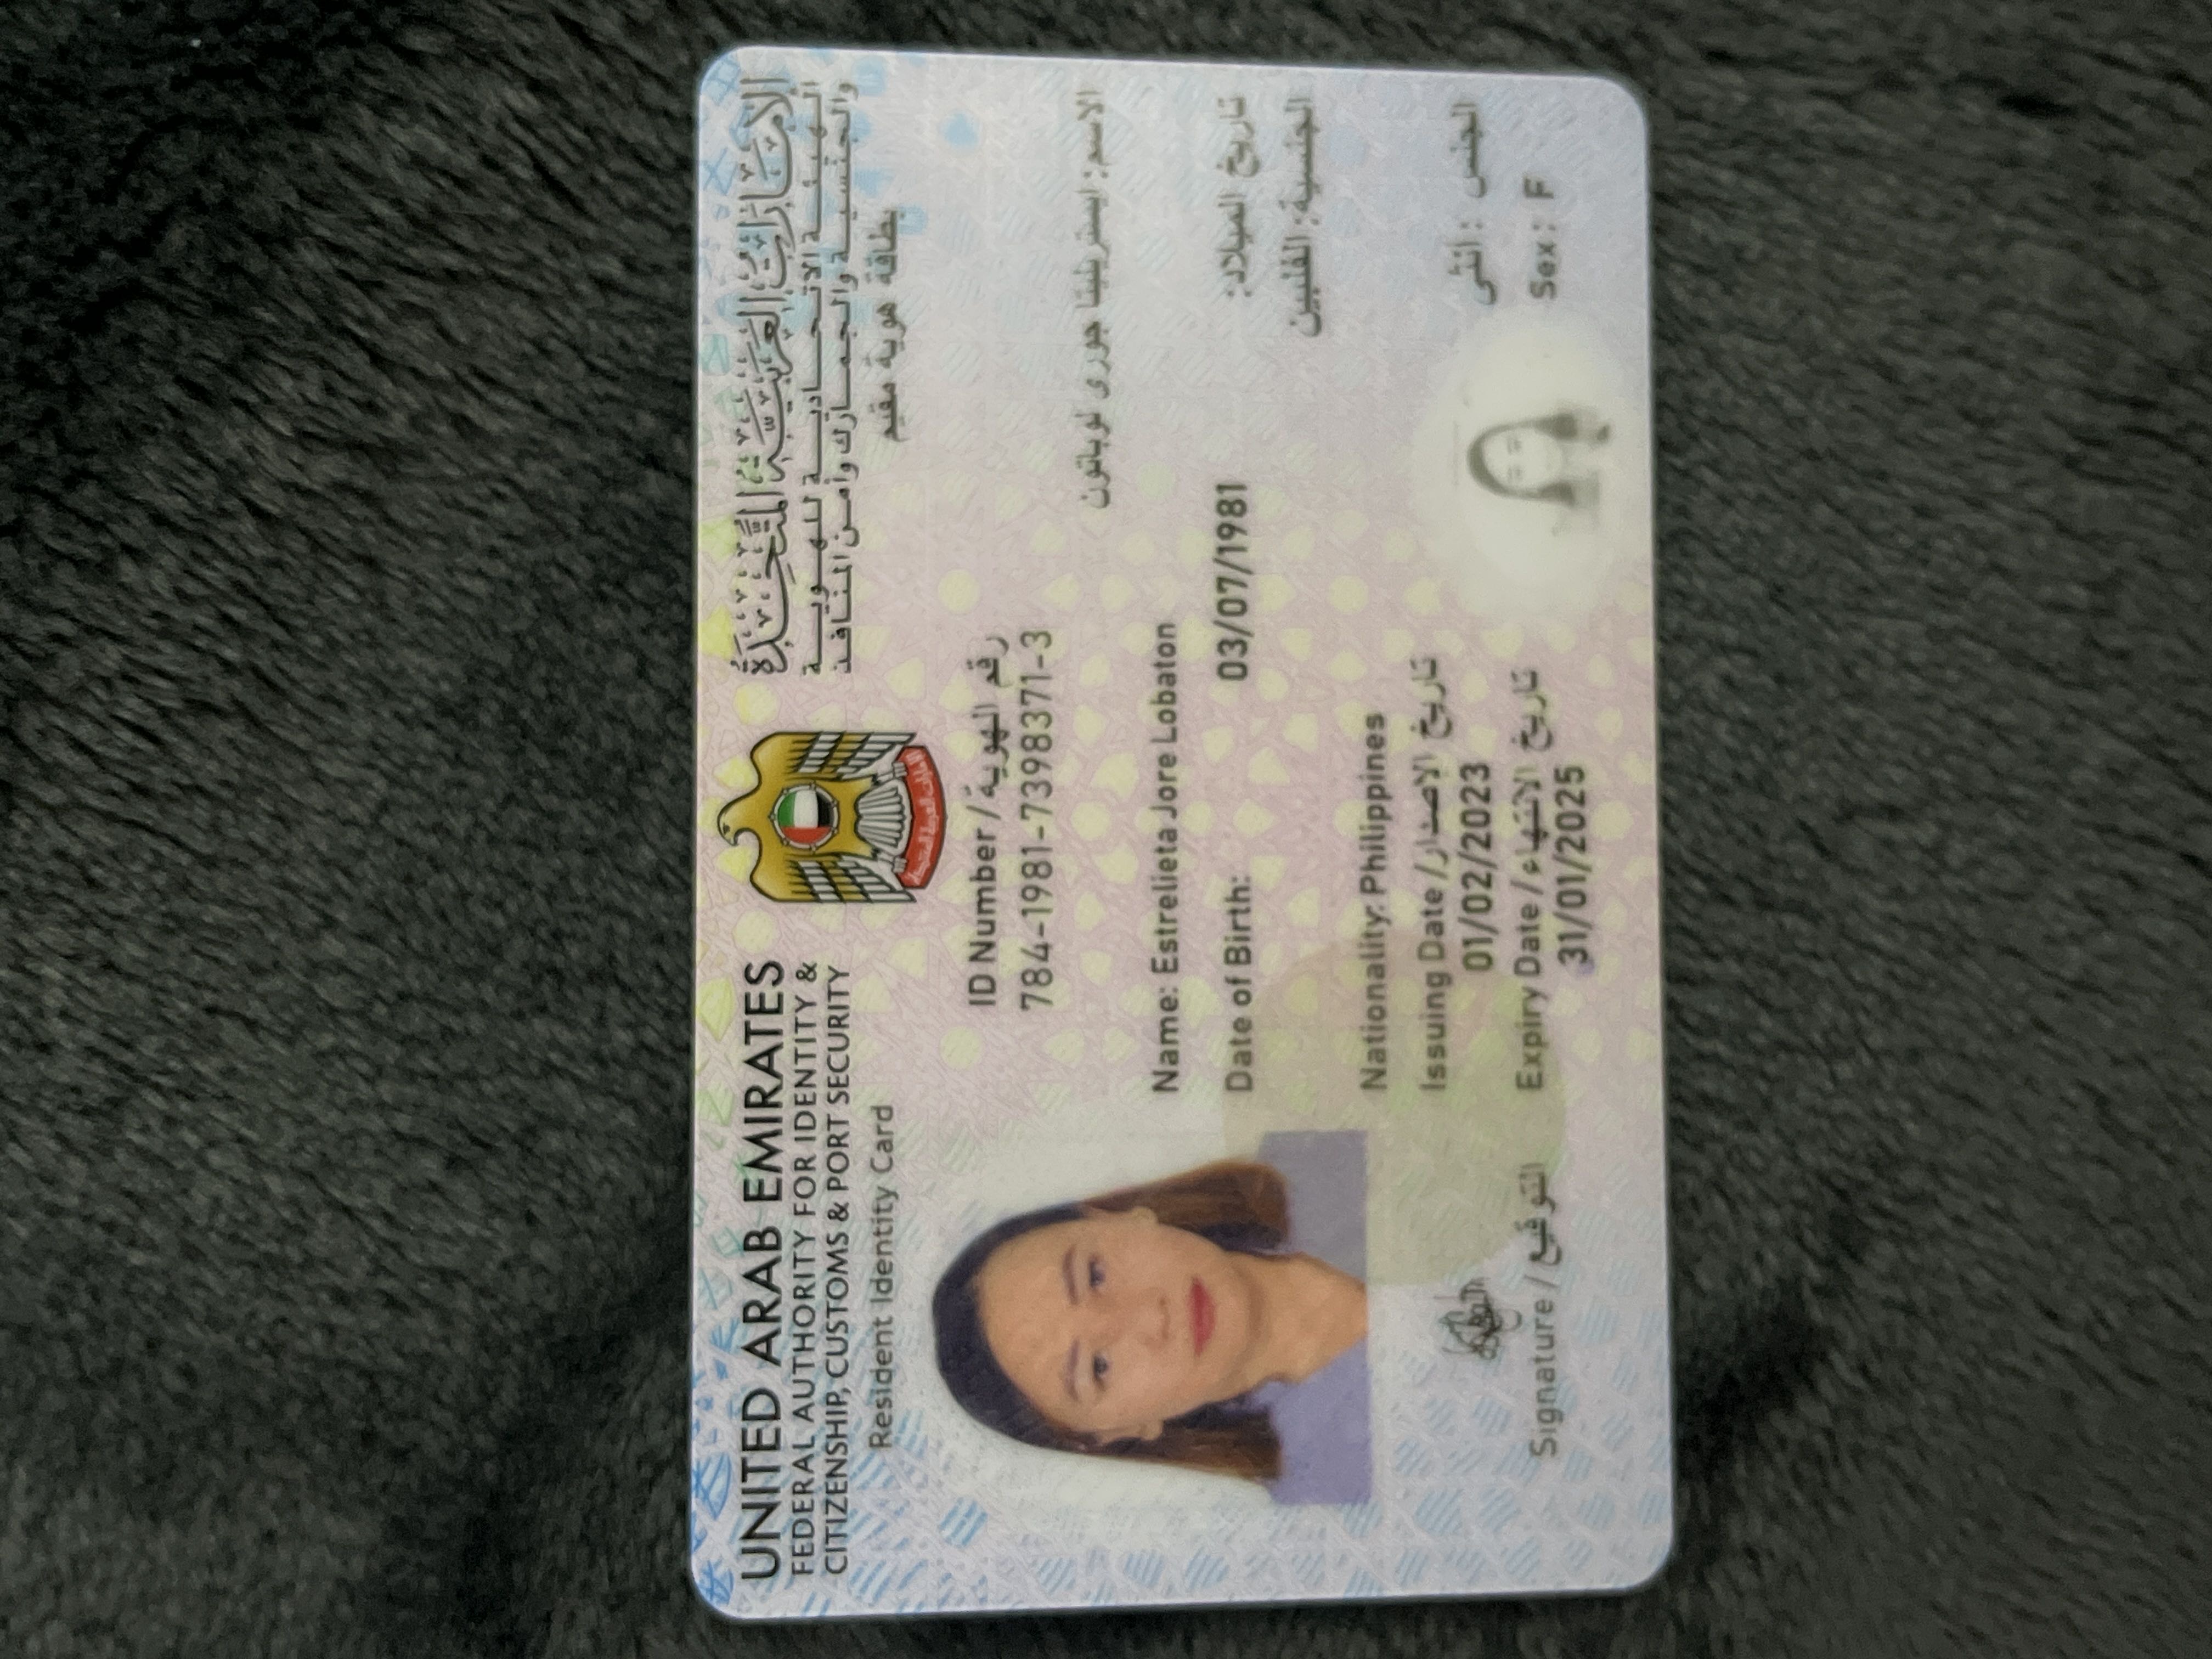 UNITED ARAB EMIRATES
FEDERAL AUTHORITY FOR IDENTITY &
CITIZENSHIP, CUSTOMS & PORT SECURITY
Resident Identity Card
الإمارات العربية المتحدة
الهيئة الاتحادية للهوية
والجنسية والجمارك وأمن المنافذ
بطاقة هوية مقيم
الإمارات العربية المتحدة
ID Number / رقم الهوية
784-1981-7398371-3
الاسم: ايستريليتا جورى لوباتون
Name: Estrelieta Jore Lobaton
Date of Birth: 03/07/1981 تاريخ الميلاد:
الجنسية: الفلبين
Nationality: Philippines
Issuing Date / تاريخ الاصدار
01/02/2023
Expiry Date / تاريخ الانتهاء
31/01/2025
الجنس : أنثى
Sex: F
Signature / التوقيع